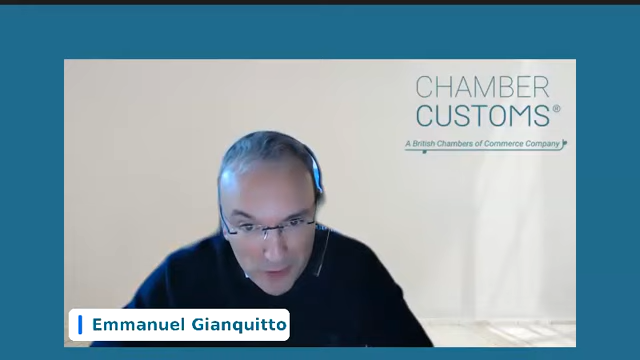 CHAMBER
CUSTOMS®
A British Chambers of Commerce Company
Emmanuel Gianquitto